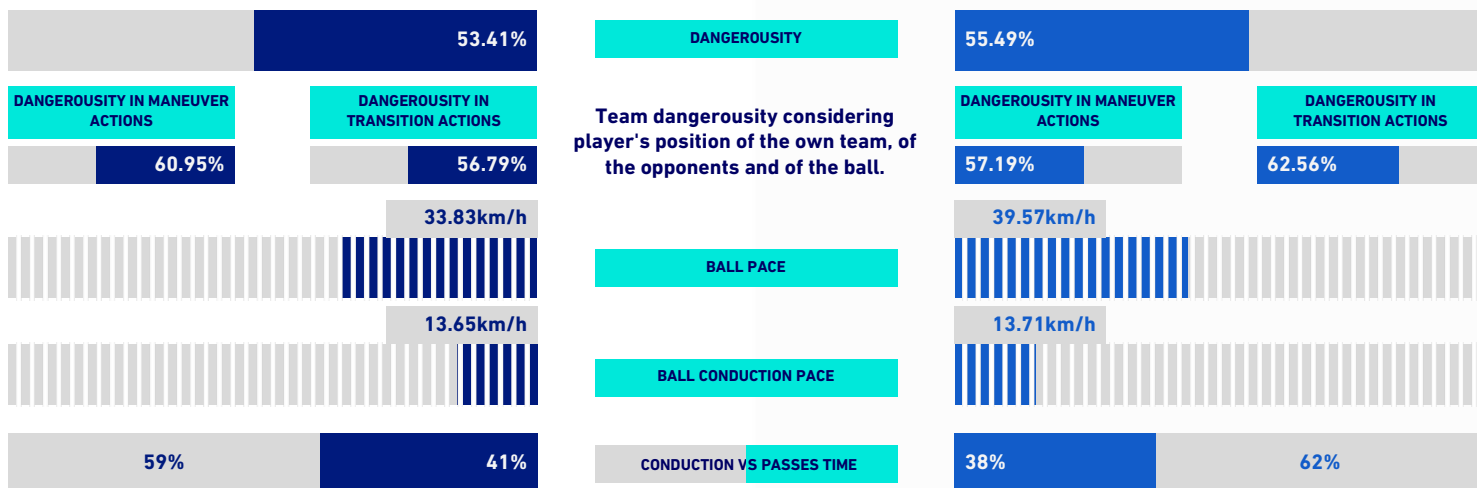 53.41%
DANGEROUSITY
55.49%
DANGEROUSITY IN MANEUVER
ACTIONS
DANGEROUSITY IN
TRANSITION ACTIONS
Team dangerousity considering
player's position of the own team, of
the opponents and of the ball.
DANGEROUSITY IN MANEUVER
ACTIONS
DANGEROUSITY IN
TRANSITION ACTIONS
60.95%
56.79%
57.19%
62.56%
33.83km/h
39.57km/h
BALL PACE
13.65km/h
13.71km/h
BALL CONDUCTION PACE
59%
41%
CONDUCTION VS PASSES TIME
38%
62%